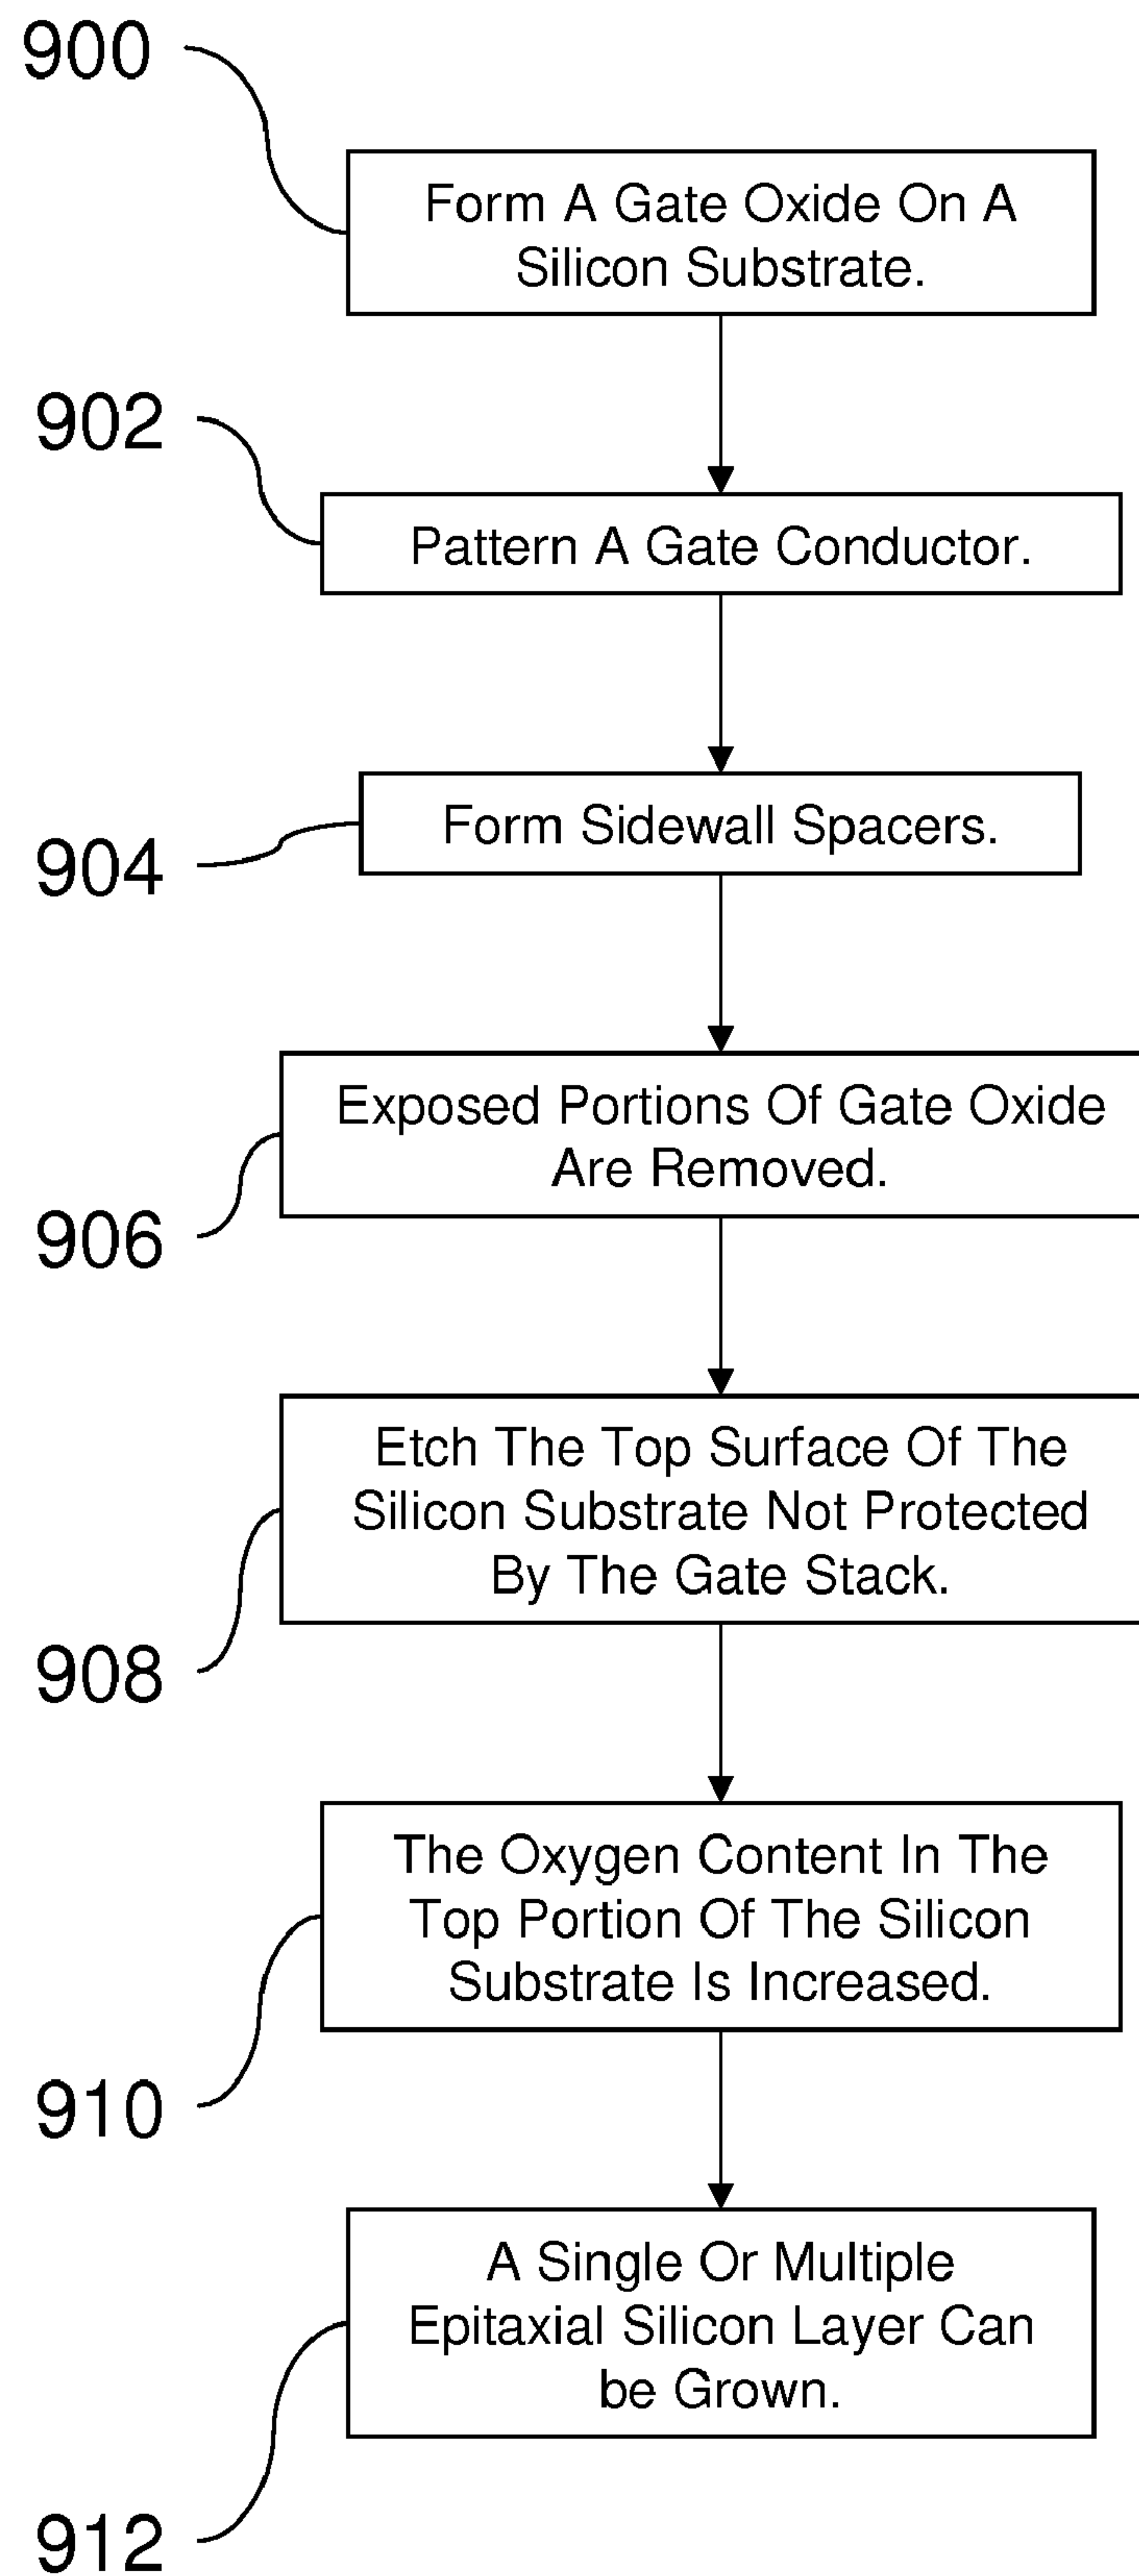 900
Form A Gate Oxide On A
Silicon Substrate.
902
Pattern A Gate Conductor.
Form Sidewall Spacers.
904
Exposed Portions Of Gate Oxide
Are Removed.
906
Etch The Top Surface Of The
Silicon Substrate Not Protected
By The Gate Stack.
908
The Oxygen Content In The
Top Portion Of The Silicon
Substrate Is Increased.
910
A Single Or Multiple
Epitaxial Silicon Layer Can
be Grown.
912